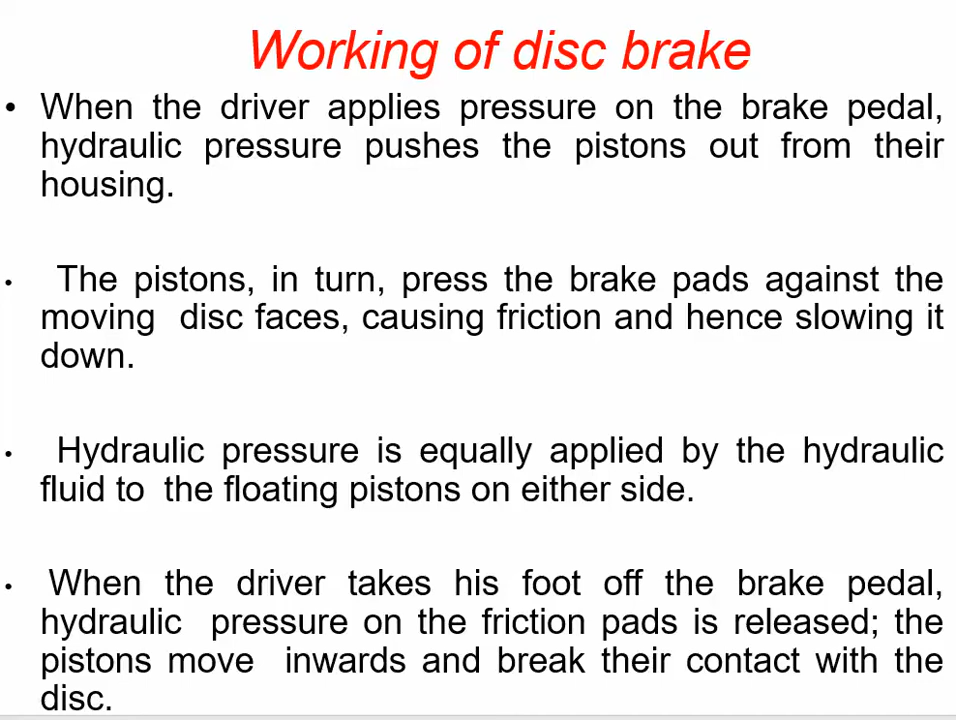 Working of disc brake
• When the driver applies pressure on the brake pedal,
hydraulic pressure pushes the pistons out from their
housing.
• The pistons, in turn, press the brake pads against the
moving disc faces, causing friction and hence slowing it
down.
• Hydraulic pressure is equally applied by the hydraulic
fluid to the floating pistons on either side.
• When the driver takes his foot off the brake pedal,
hydraulic pressure on the friction pads is released; the
pistons move inwards and break their contact with the
disc.